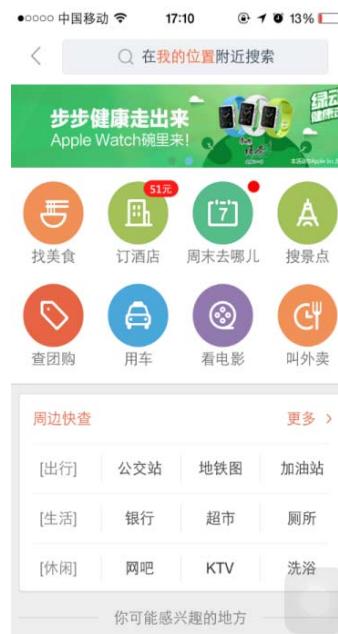 中国移动 17:10 13%
在我的位置附近搜索
步步健康走出来
Apple Watch碗里来!
51元
7
找美食 订酒店 周末去哪儿 搜景点
查团购 用车 看电影 叫外卖
周边快查 更多 >
[出行] 公交站 地铁图 加油站
[生活] 银行 超市 厕所
[休闲] 网吧 KTV 洗浴
你可能感兴趣的地方